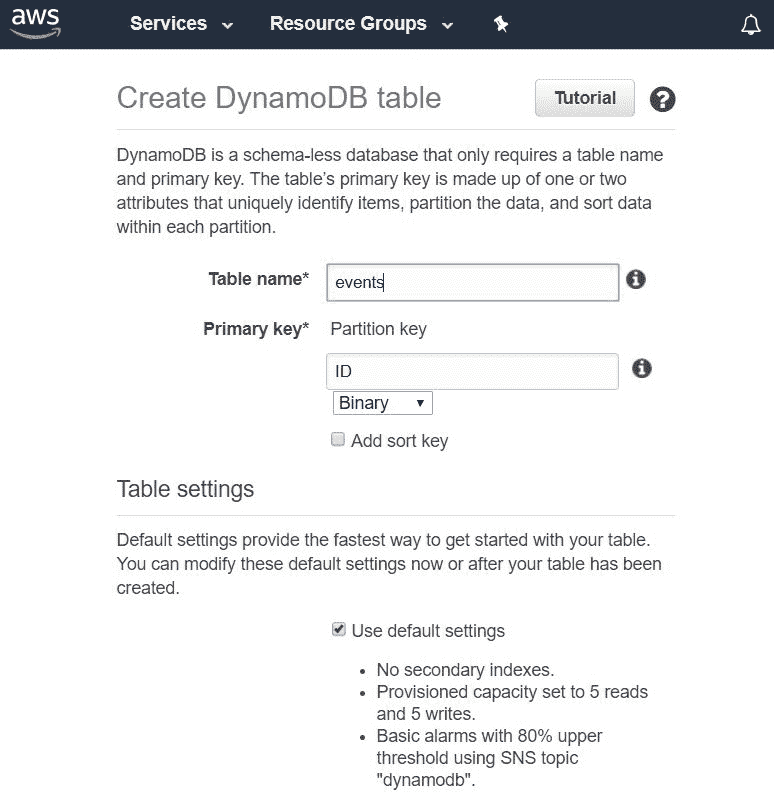 aws Services Resource Groups
Create DynamoDB table Tutorial ?
DynamoDB is a schema-less database that only requires a table name
and primary key. The table's primary key is made up of one or two
attributes that uniquely identify items, partition the data, and sort data
within each partition.
Table name* events i
Primary key* Partition key
ID i
Binary
Add sort key
Table settings
Default settings provide the fastest way to get started with your table.
You can modify these default settings now or after your table has been
created.
Use default settings
• No secondary indexes.
• Provisioned capacity set to 5 reads
and 5 writes.
• Basic alarms with 80% upper
threshold using SNS topic
"dynamodb".